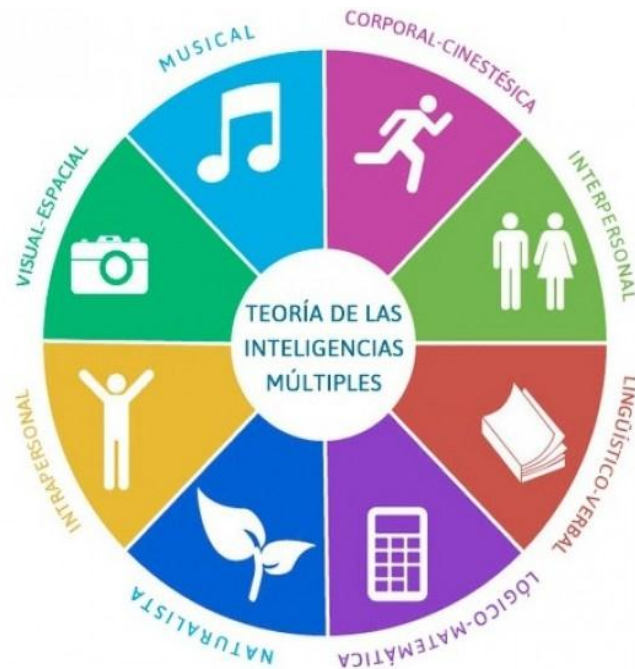 MUSICAL
CORPORAL-CINESTÉSICA
VISUAL-ESPACIAL
INTERPERSONAL
TEORÍA DE LAS
INTELIGENCIAS
MÚLTIPLES
INTRAPERSONAL
LINGÜÍSTICO-VERBAL
NATURALISTA
LÓGICO-MATEMÁTICA